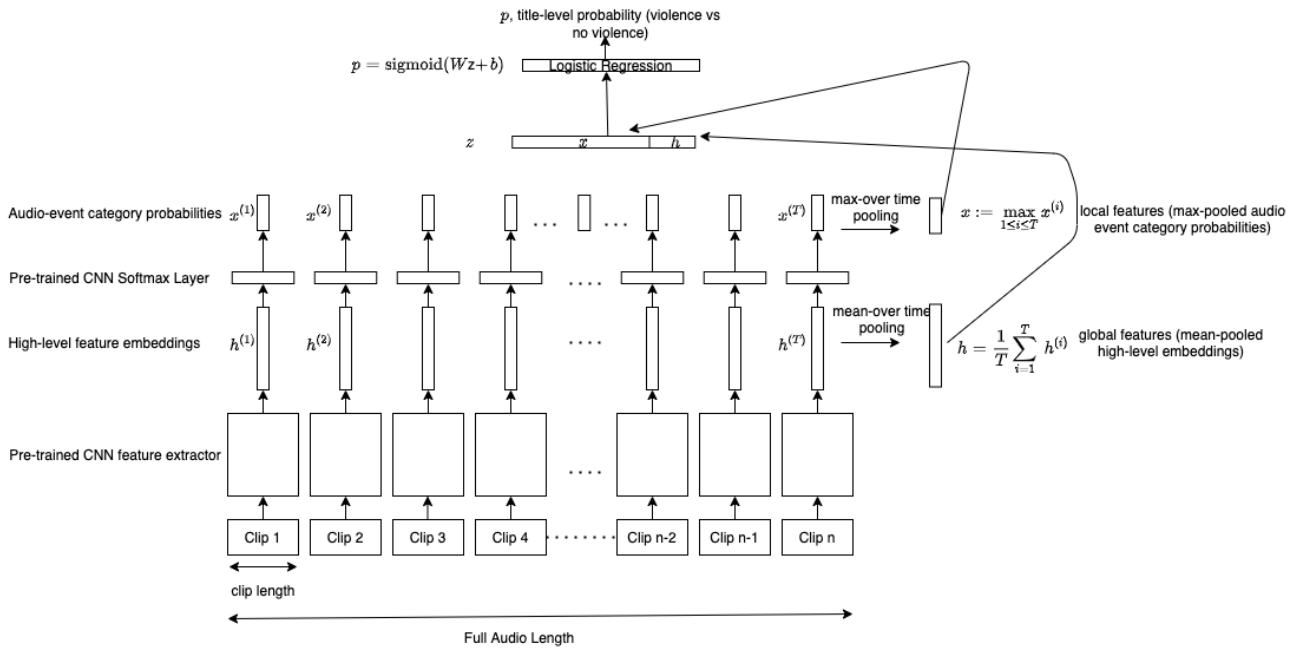 p, title-level probability (violence vs
no violence)
p = sigmoid(Wz+b)
Logistic Regression
z
x
h
Audio-event category probabilities
x^(1)
x^(2)
... ...
x^(T)
max-over time
pooling
x := max x^(i)
1≤i≤T
local features (max-pooled audio
event category probabilities)
Pre-trained CNN Softmax Layer
....
High-level feature embeddings
h^(1)
h^(2)
....
h^(T)
mean-over time
pooling
h = 1/T ∑_{i=1}^{T} h^(i)
global features (mean-pooled
high-level embeddings)
Pre-trained CNN feature extractor
....
Clip 1
Clip 2
Clip 3
Clip 4
.........
Clip n-2
Clip n-1
Clip n
clip length
Full Audio Length